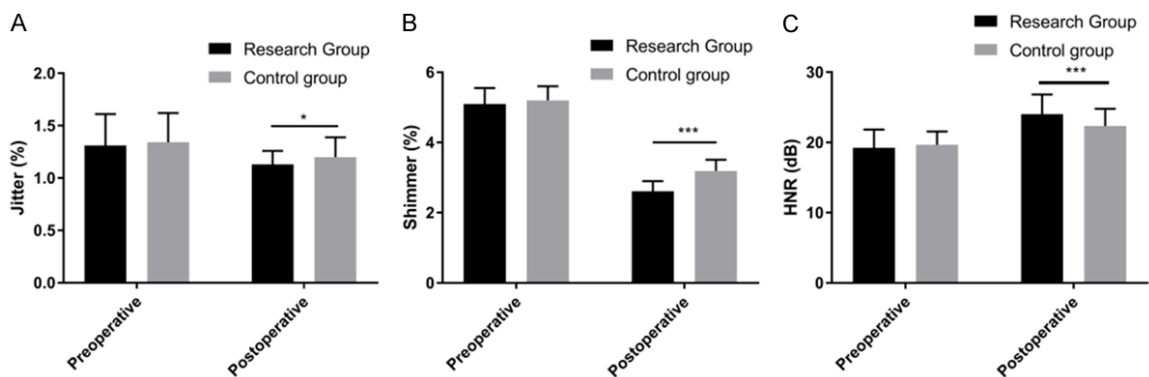 A
Research Group
Control group
Jitter (%)
2.0
1.5
1.0
0.5
0.0
*
Preoperative
Postoperative
B
Research Group
Control group
Shimmer (%)
6
4
2
0
***
Preoperative
Postoperative
C
Research Group
Control group
HNR (dB)
30
20
10
0
***
Preoperative
Postoperative